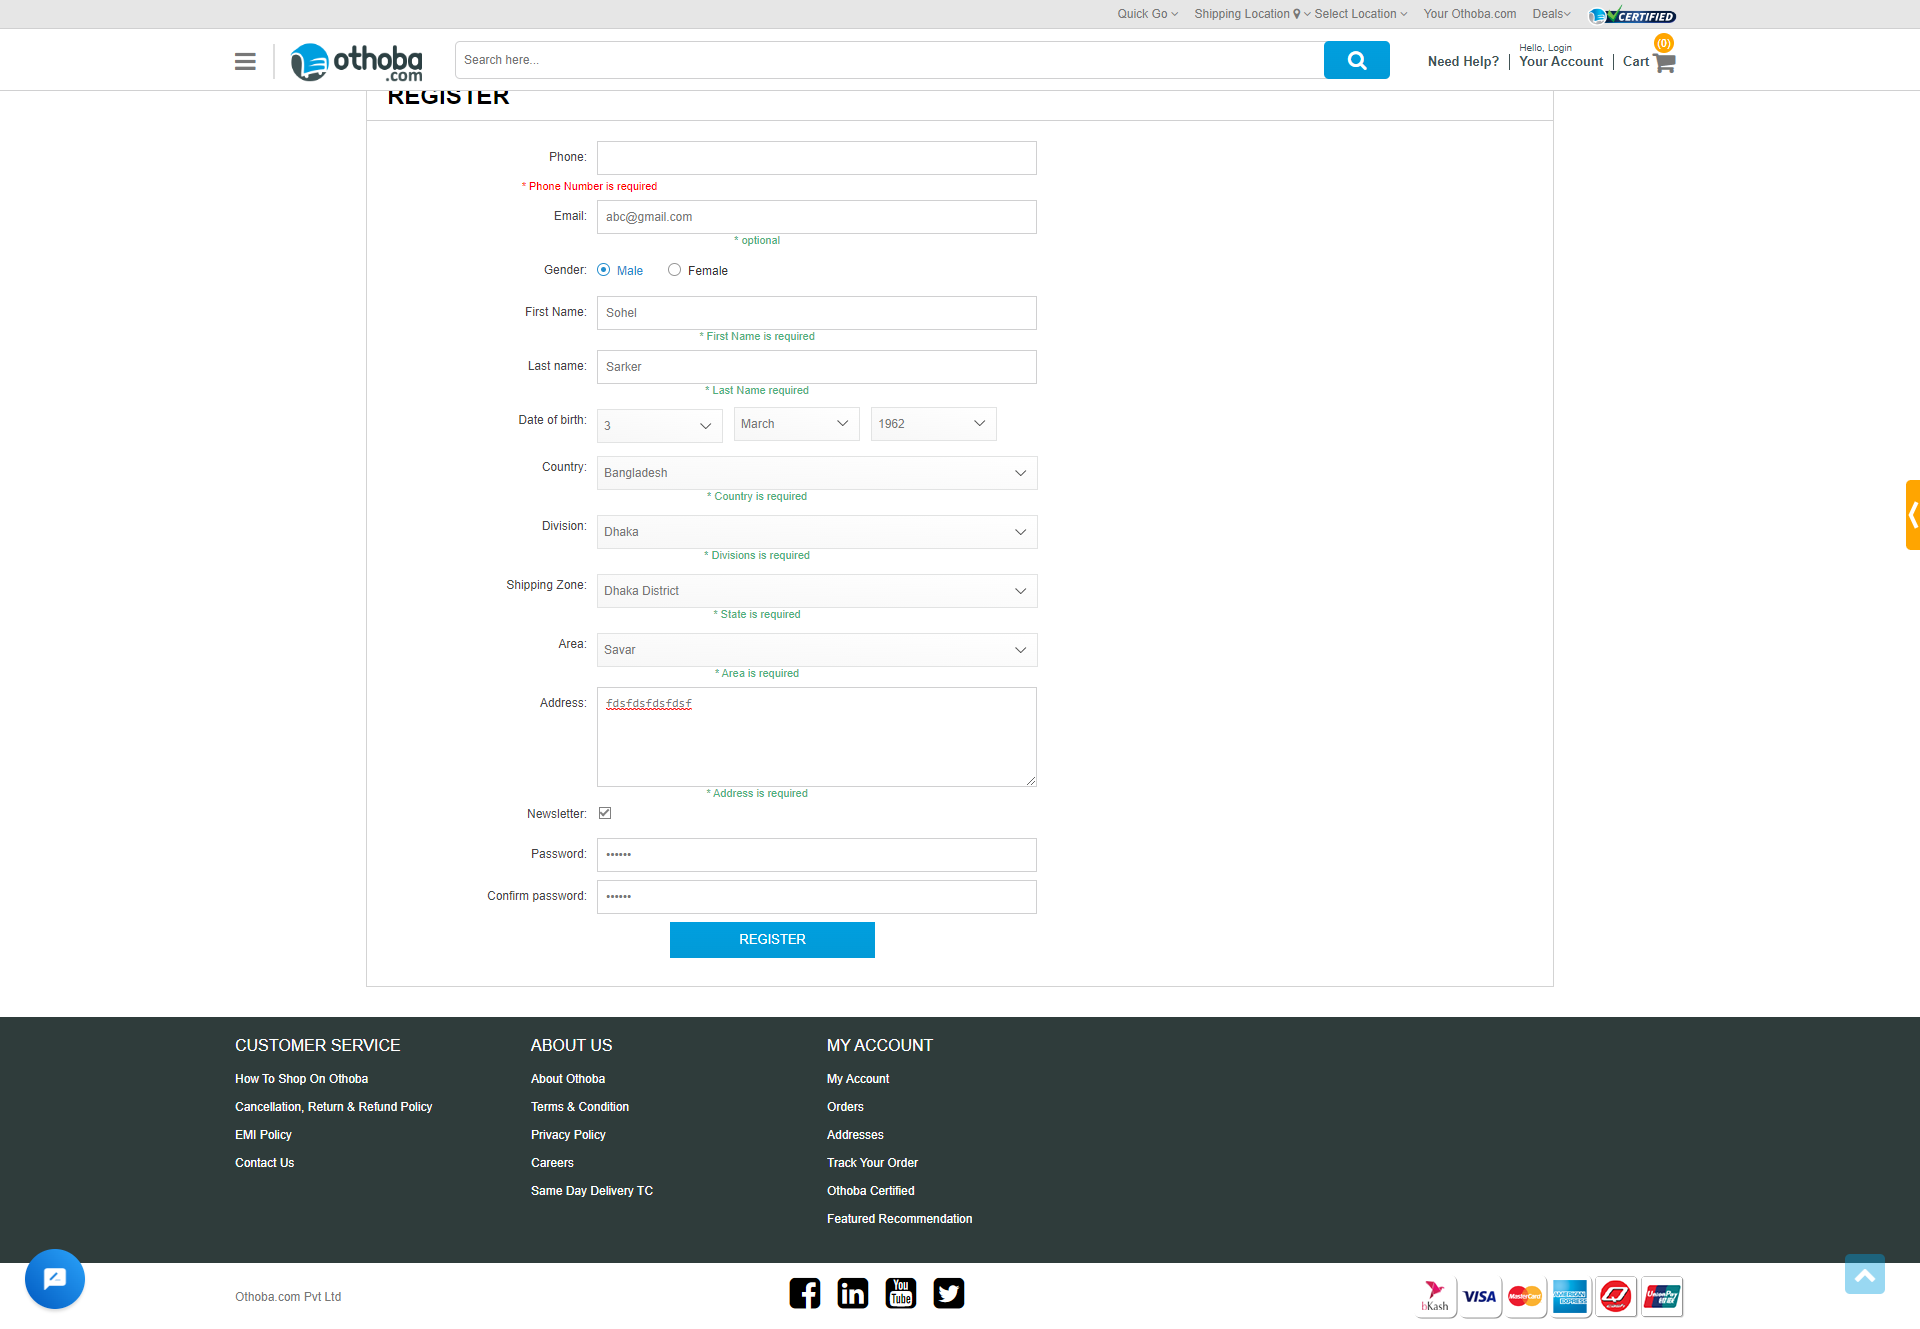 Quick Go Shipping Location Select Location Your Othoba.com Deals CERTIFIED
othoba.com
Search here...
Need Help?
Hello, Login
Your Account
Cart
(0)
REGISTER
Phone:
* Phone Number is required
Email: abc@gmail.com
* optional
Gender: Male Female
First Name: Sohel
* First Name is required
Last name: Sarker
* Last Name required
Date of birth: 3 March 1962
Country: Bangladesh
* Country is required
Division: Dhaka
* Divisions is required
Shipping Zone: Dhaka District
* State is required
Area: Savar
* Area is required
Address: fdsfdsfdsfdsf
* Address is required
Newsletter:
Password: ••••••
Confirm password: ••••••
REGISTER
CUSTOMER SERVICE
How To Shop On Othoba
Cancellation, Return & Refund Policy
EMI Policy
Contact Us
ABOUT US
About Othoba
Terms & Condition
Privacy Policy
Careers
Same Day Delivery TC
MY ACCOUNT
My Account
Orders
Addresses
Track Your Order
Othoba Certified
Featured Recommendation
Othoba.com Pvt Ltd
You Tube
bKash VISA MasterCard AMERICAN EXPRESS UnionPay